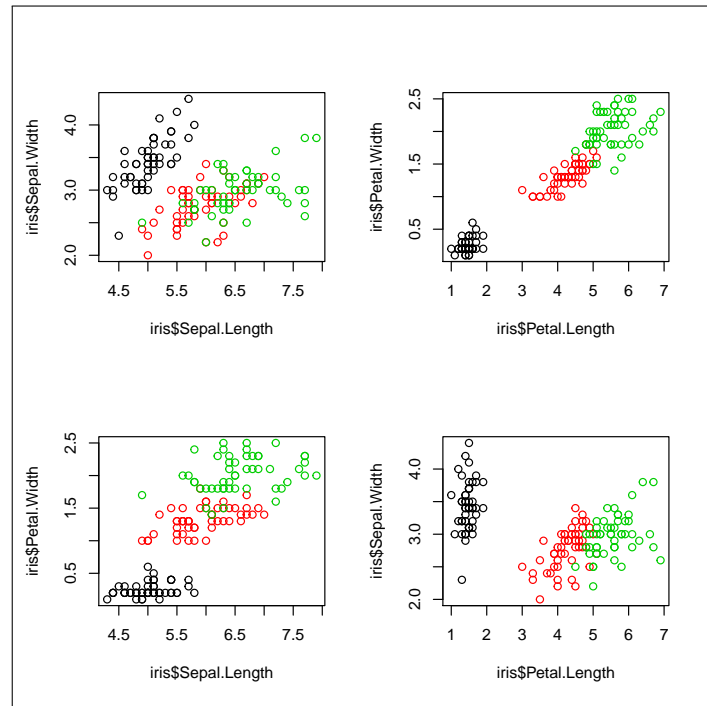 iris$Sepal.Width
2.0 3.0 4.0
4.5 5.5 6.5 7.5
iris$Sepal.Length
iris$Petal.Width
0.5 1.5 2.5
1 2 3 4 5 6 7
iris$Petal.Length
iris$Petal.Width
0.5 1.5 2.5
4.5 5.5 6.5 7.5
iris$Sepal.Length
iris$Sepal.Width
2.0 3.0 4.0
1 2 3 4 5 6 7
iris$Petal.Length